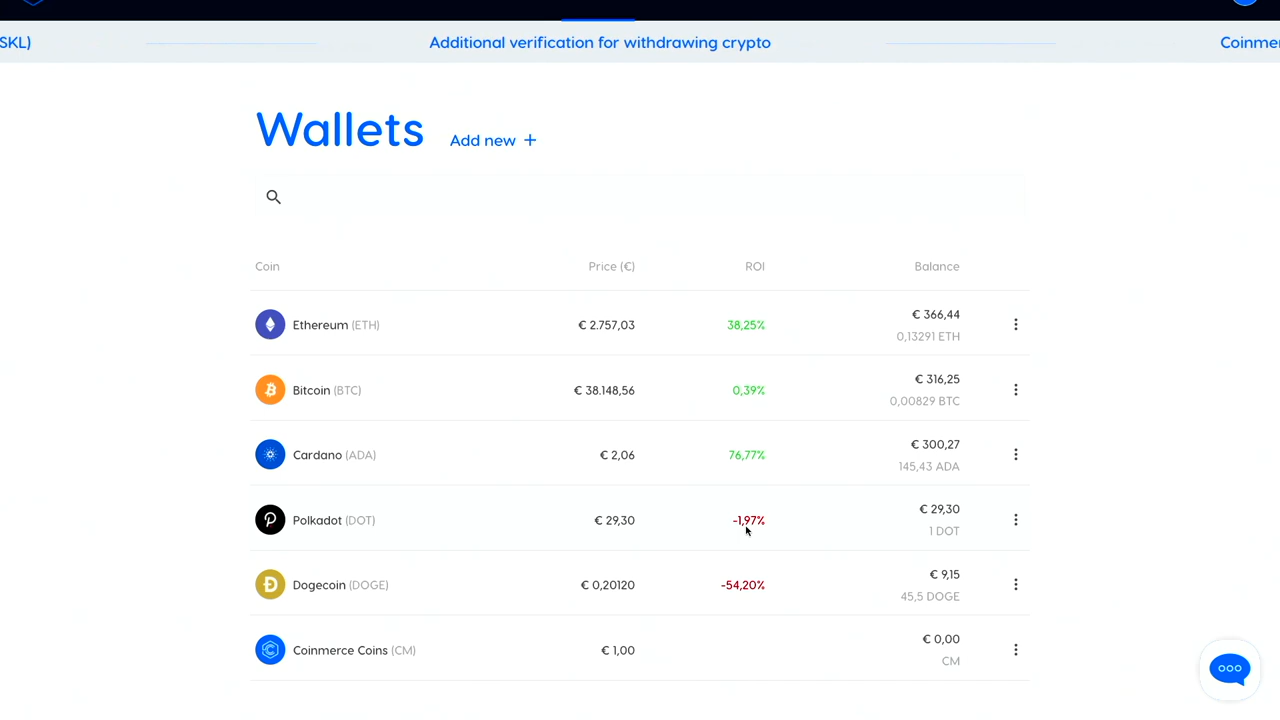 SKL) Additional verification for withdrawing crypto Coinmer
Wallets Add new +
Coin Price (€) ROI Balance
Ethereum (ETH) € 2.757,03 38,25% € 366,44
0,13291 ETH
Bitcoin (BTC) € 38.148,56 0,39% € 316,25
0,00829 BTC
Cardano (ADA) € 2,06 76,77% € 300,27
145,43 ADA
Polkadot (DOT) € 29,30 -1,97% € 29,30
1 DOT
Dogecoin (DOGE) € 0,20120 -54,20% € 9,15
45,5 DOGE
Coinmerce Coins (CM) € 1,00 € 0,00
CM